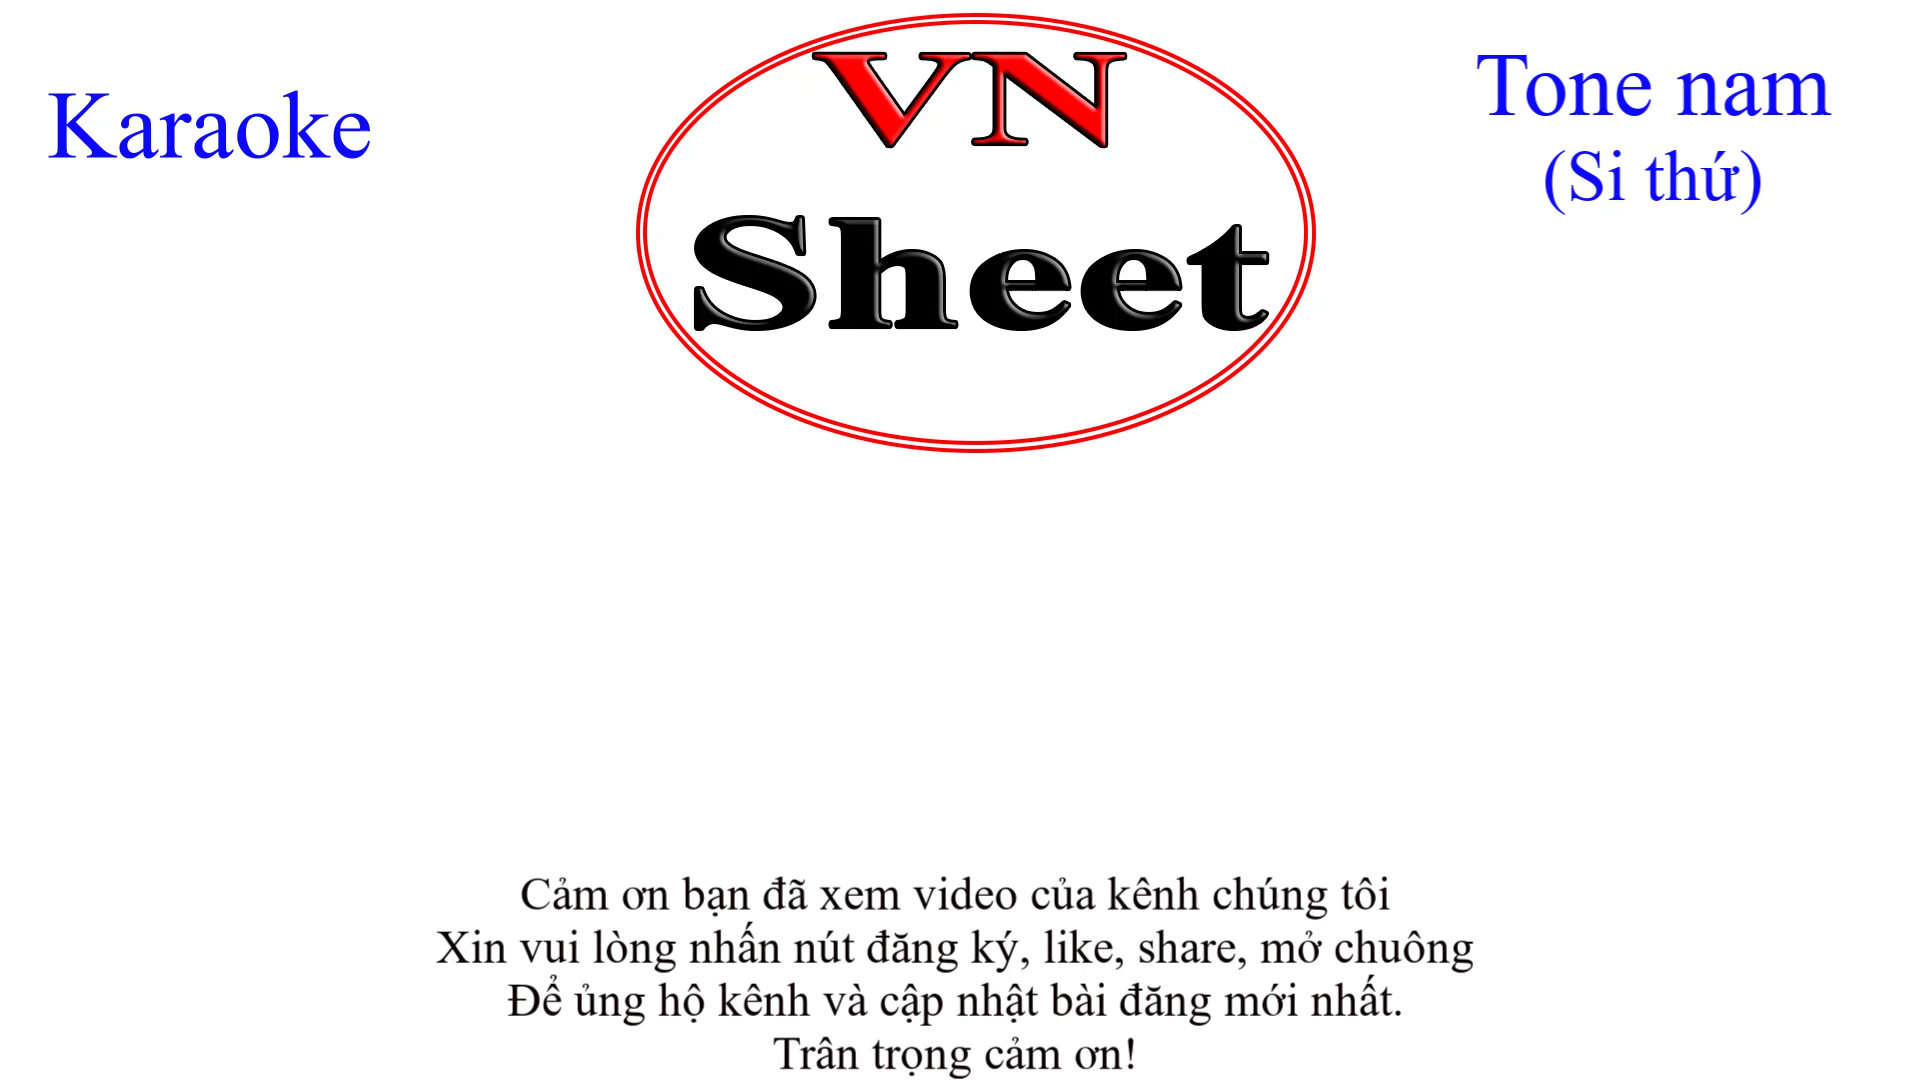 Karaoke
VN
Sheet
Tone nam
(Si thứ)
Cảm ơn bạn đã xem video của kênh chúng tôi
Xin vui lòng nhấn nút đăng ký, like, share, mở chuông
Để ủng hộ kênh và cập nhật bài đăng mới nhất.
Trân trọng cảm ơn!